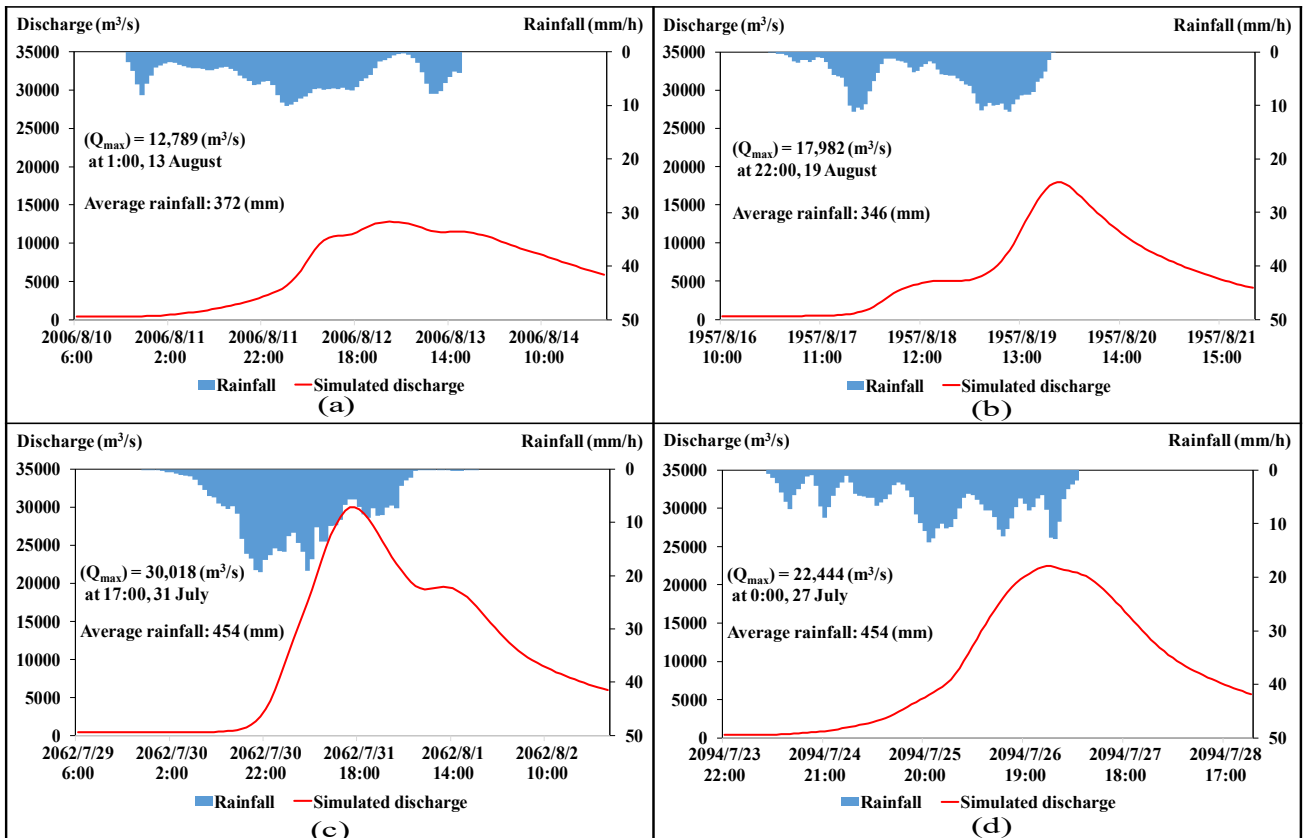 Discharge (m³/s) Rainfall (mm/h)
35000 0
30000
25000 10
20000 20
15000 30
10000 40
5000
0 50
(Qmax) = 12,789 (m³/s)
at 1:00, 13 August
Average rainfall: 372 (mm)
2006/8/10 2006/8/11 2006/8/11 2006/8/12 2006/8/13 2006/8/14
6:00 2:00 22:00 18:00 14:00 10:00
Rainfall Simulated discharge
(a)
Discharge (m³/s) Rainfall (mm/h)
35000 0
30000
25000 10
20000 20
15000 30
10000 40
5000
0 50
(Qmax) = 17,982 (m³/s)
at 22:00, 19 August
Average rainfall: 346 (mm)
1957/8/16 1957/8/17 1957/8/18 1957/8/19 1957/8/20 1957/8/21
10:00 11:00 12:00 13:00 14:00 15:00
Rainfall Simulated discharge
(b)
Discharge (m³/s) Rainfall (mm/h)
35000 0
30000
25000 10
20000 20
15000 30
10000 40
5000
0 50
(Qmax) = 30,018 (m³/s)
at 17:00, 31 July
Average rainfall: 454 (mm)
2062/7/29 2062/7/30 2062/7/30 2062/7/31 2062/8/1 2062/8/2
6:00 2:00 22:00 18:00 14:00 10:00
Rainfall Simulated discharge
(c)
Discharge (m³/s) Rainfall (mm/h)
35000 0
30000
25000 10
20000 20
15000 30
10000 40
5000
0 50
(Qmax) = 22,444 (m³/s)
at 0:00, 27 July
Average rainfall: 454 (mm)
2094/7/23 2094/7/24 2094/7/25 2094/7/26 2094/7/27 2094/7/28
22:00 21:00 20:00 19:00 18:00 17:00
Rainfall Simulated discharge
(d)